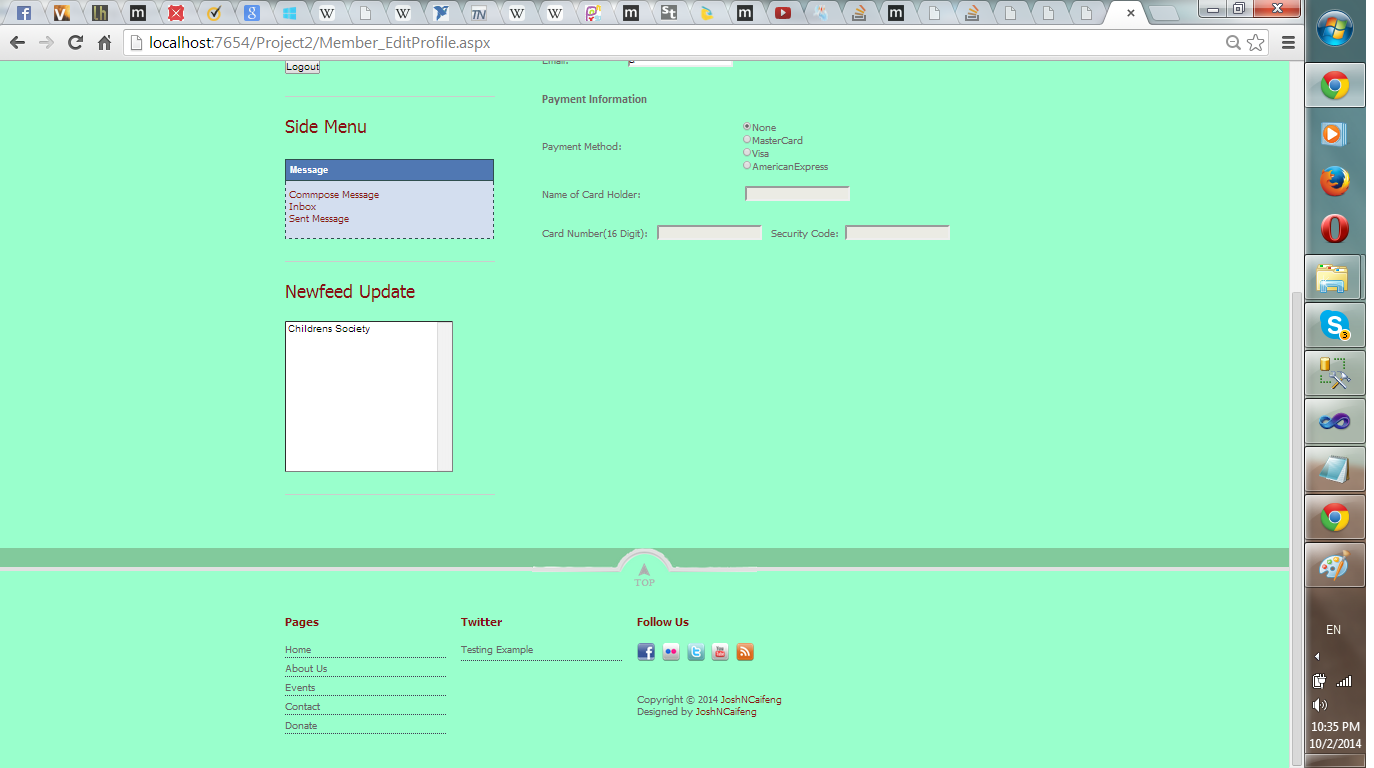 localhost:7654/Project2/Member_EditProfile.aspx
Logout
Email:
Side Menu
Message
Commpose Message
Inbox
Sent Message
Newfeed Update
Childrens Society
Payment Information
Payment Method:
None
MasterCard
Visa
AmericanExpress
Name of Card Holder:
Card Number(16 Digit): Security Code:
TOP
Pages
Home
About Us
Events
Contact
Donate
Twitter
Testing Example
Follow Us
Copyright © 2014 JoshNCaifeng
Designed by JoshNCaifeng
EN
10:35 PM
10/2/2014